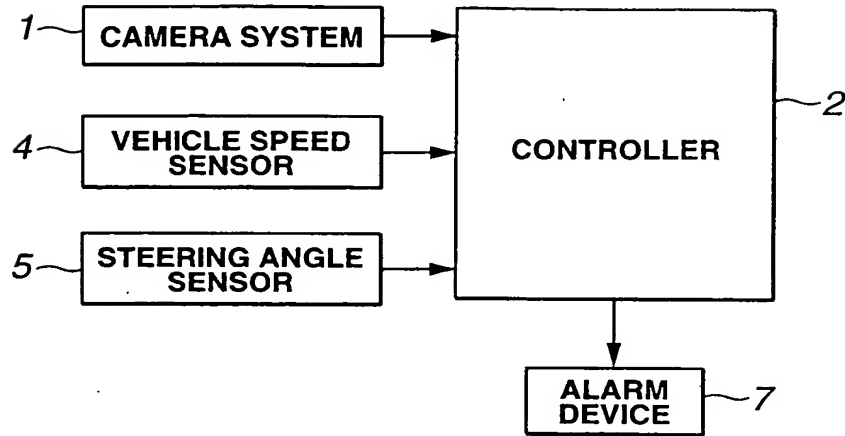 1
CAMERA SYSTEM
4
VEHICLE SPEED
SENSOR
5
STEERING ANGLE
SENSOR
CONTROLLER
2
ALARM
DEVICE
7